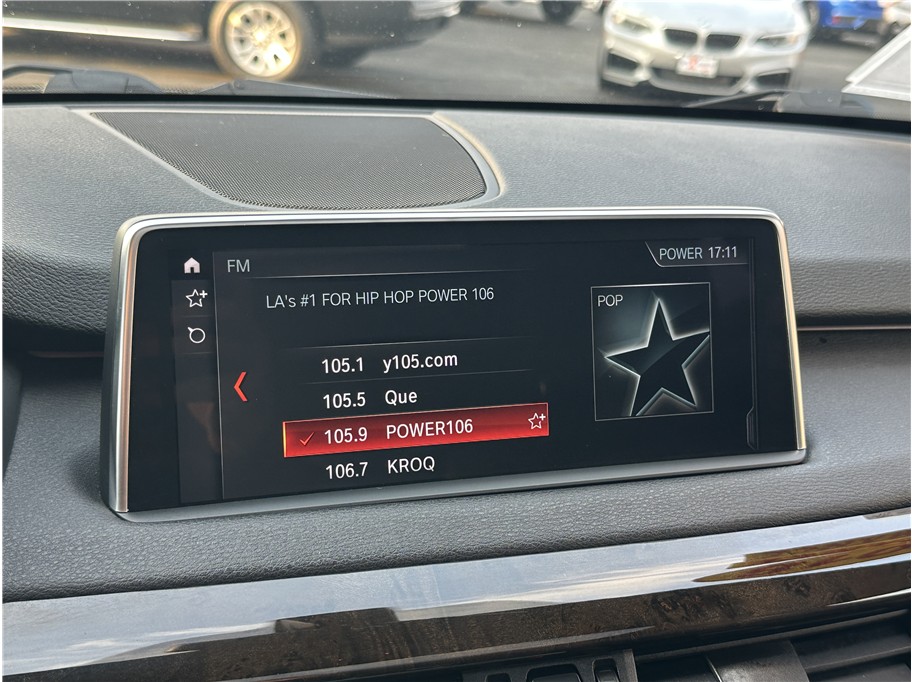 FM
POWER 17:11
LA's #1 FOR HIP HOP POWER 106
POP
105.1 y105.com
105.5 Que
105.9 POWER106
106.7 KROQ